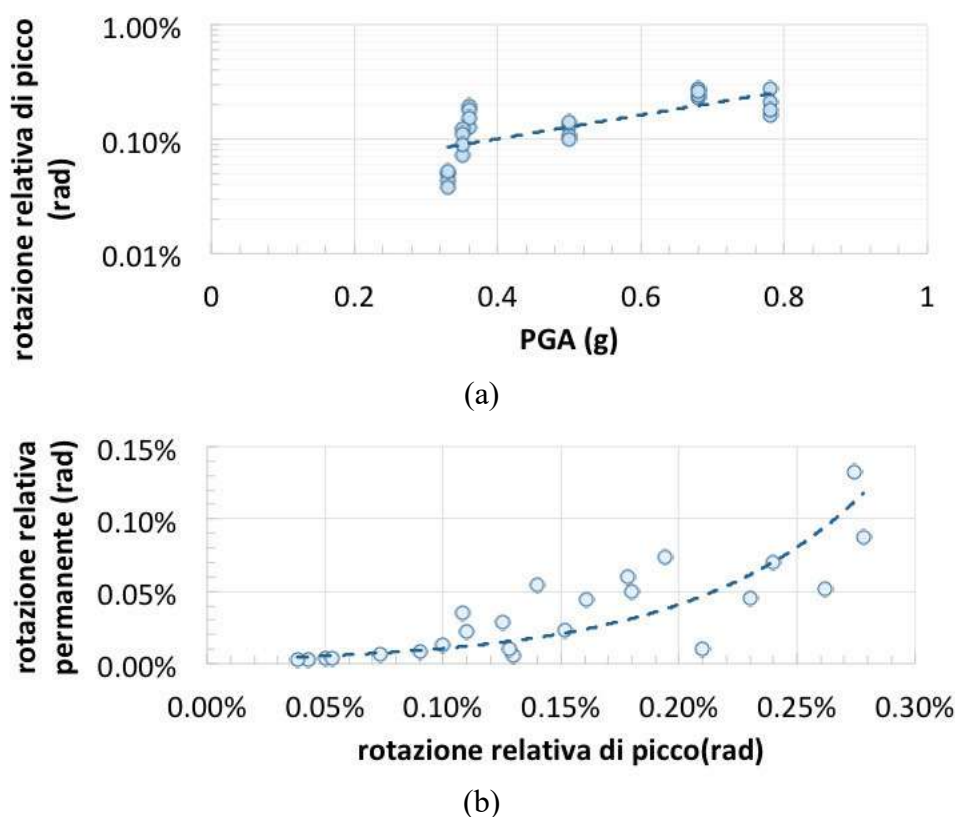 rotazione relativa di picco
(rad)
1.00%
0.10%
0.01%
0 0.2 0.4 0.6 0.8 1
PGA (g)
(a)
rotazione relativa
permanente (rad)
0.15%
0.10%
0.05%
0.00%
0.00% 0.05% 0.10% 0.15% 0.20% 0.25% 0.30%
rotazione relativa di picco(rad)
(b)